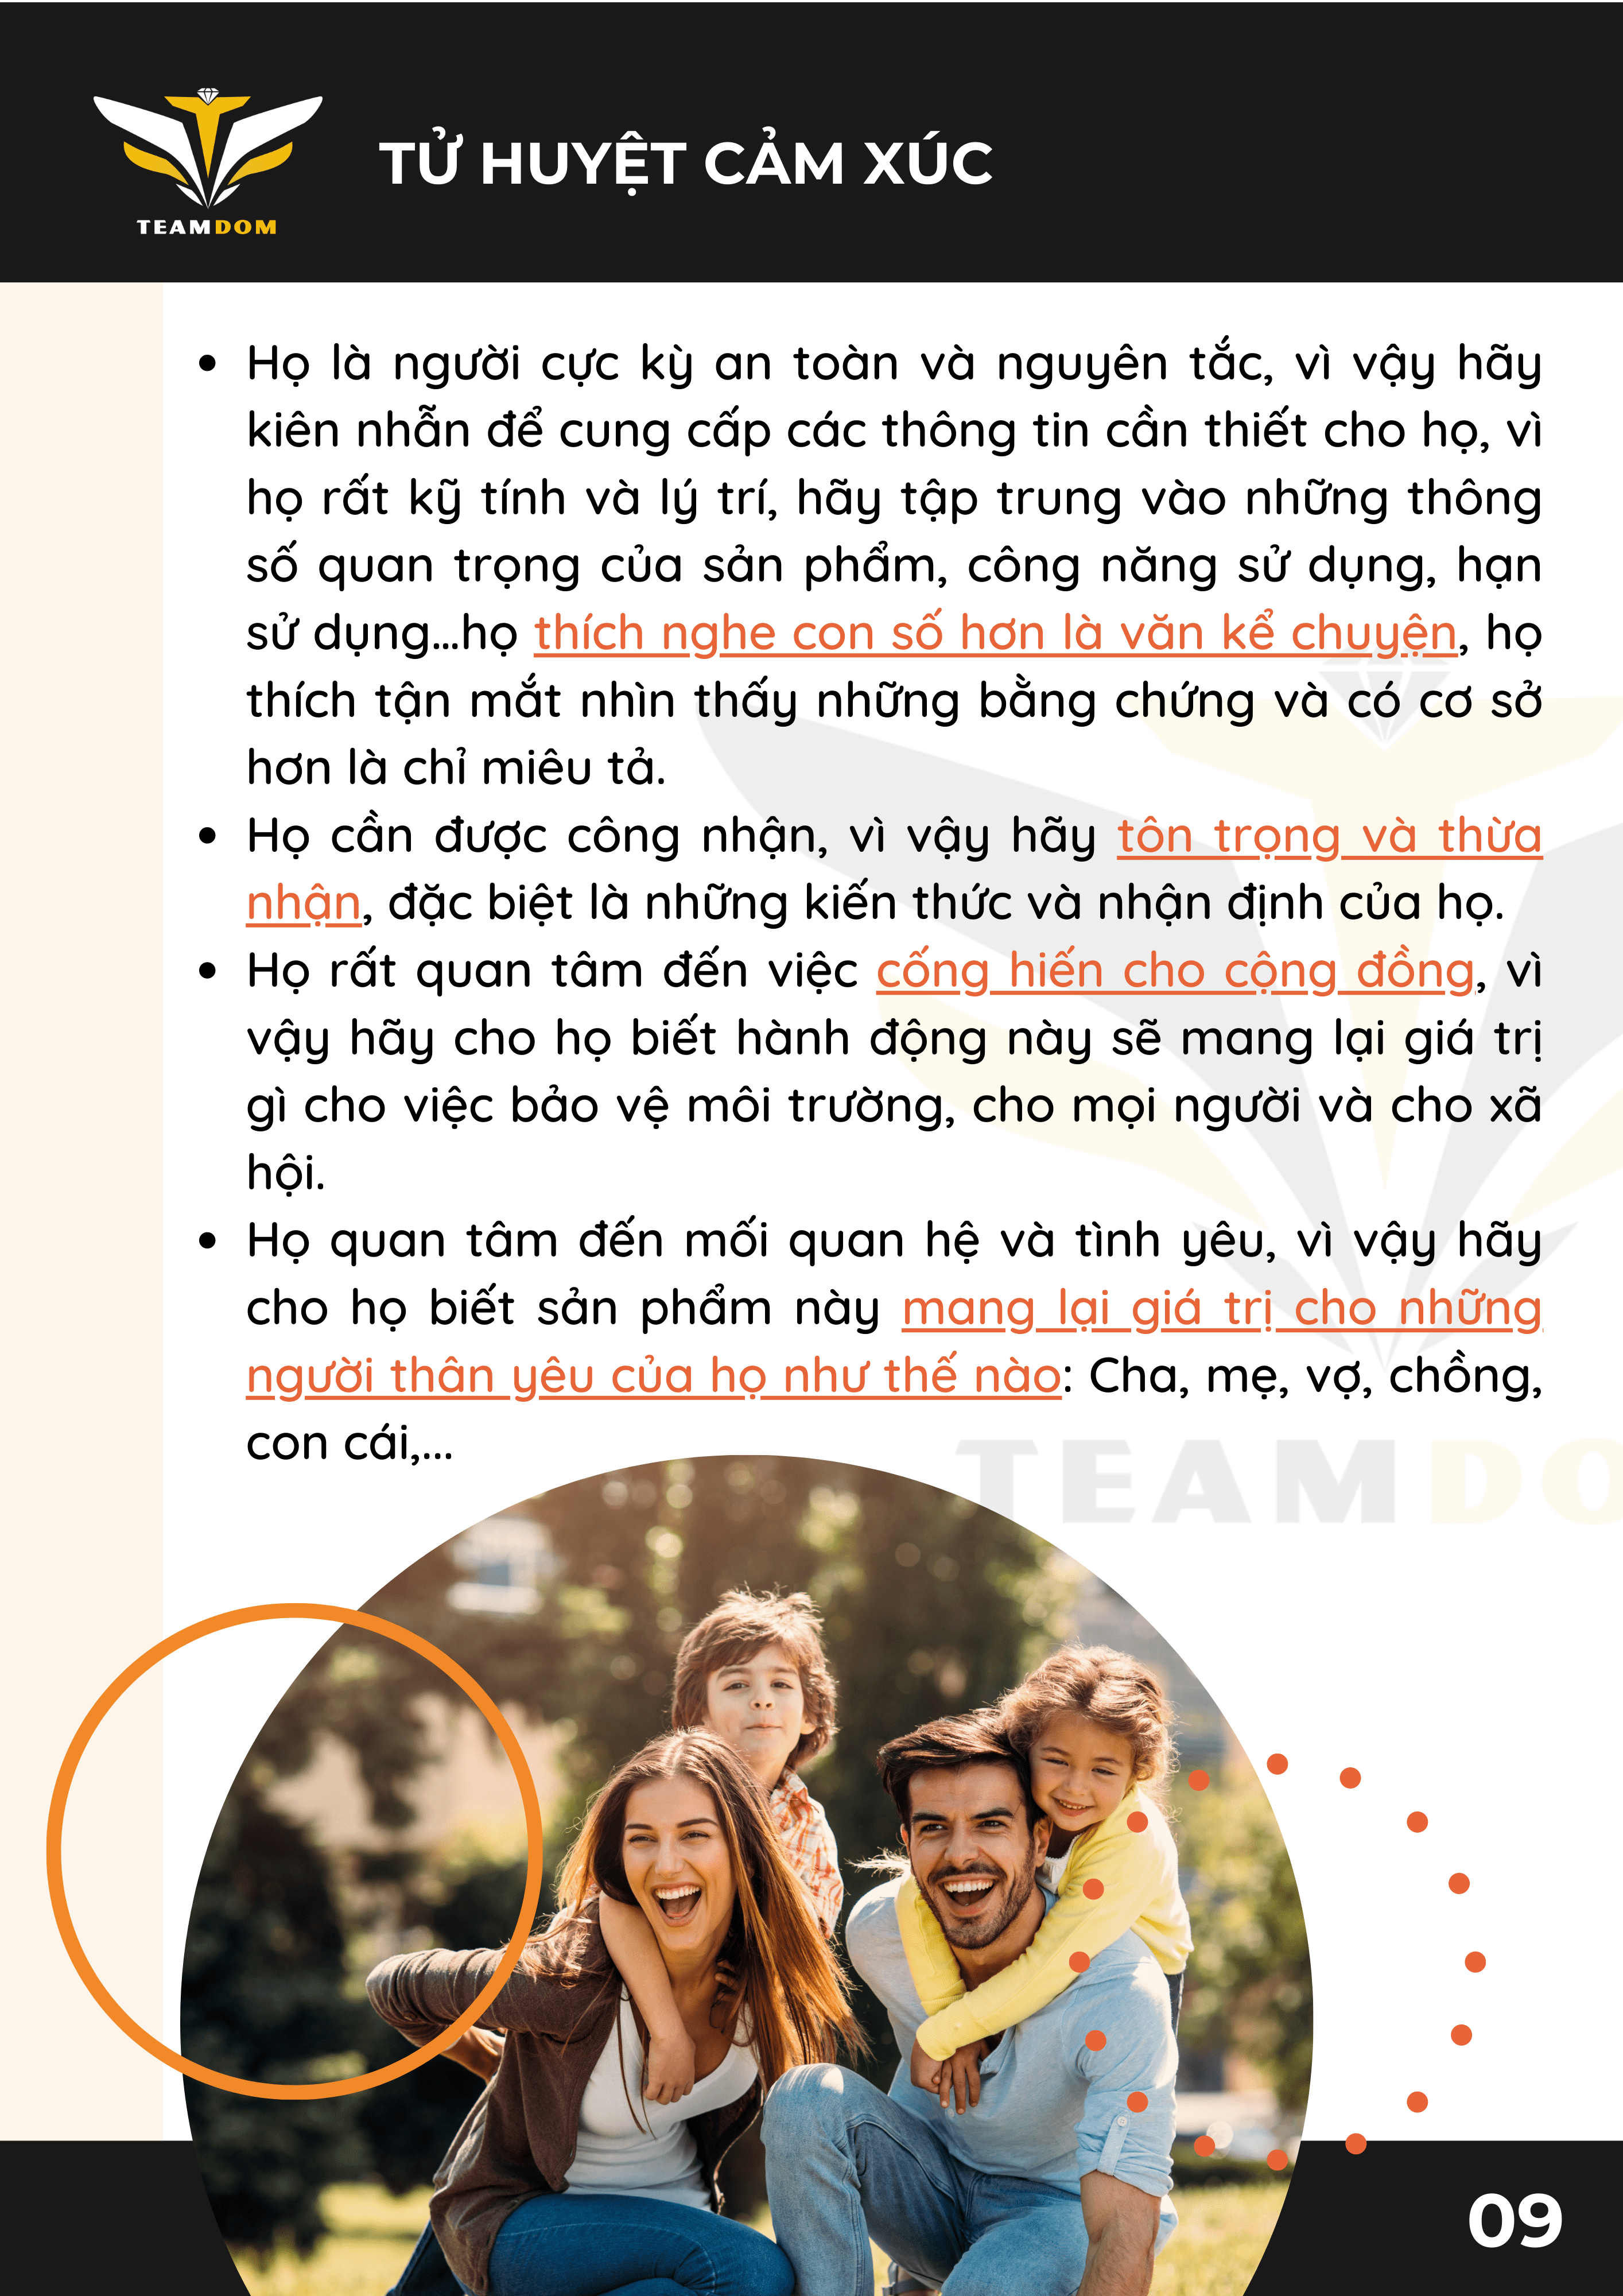 TEAMDOM
TỬ HUYỆT CẢM XÚC
• Họ là người cực kỳ an toàn và nguyên tắc, vì vậy hãy
kiên nhẫn để cung cấp các thông tin cần thiết cho họ, vì
họ rất kỹ tính và lý trí, hãy tập trung vào những thông
số quan trọng của sản phẩm, công năng sử dụng, hạn
sử dụng...họ thích nghe con số hơn là văn kể chuyện, họ
thích tận mắt nhìn thấy những bằng chứng và có cơ sở
hơn là chỉ miêu tả.
• Họ cần được công nhận, vì vậy hãy tôn trọng và thừa
nhận, đặc biệt là những kiến thức và nhận định của họ.
• Họ rất quan tâm đến việc cống hiến cho cộng đồng, vì
vậy hãy cho họ biết hành động này sẽ mang lại giá trị
gì cho việc bảo vệ môi trường, cho mọi người và cho xã
hội.
• Họ quan tâm đến mối quan hệ và tình yêu, vì vậy hãy
cho họ biết sản phẩm này mang lại giá trị cho những
người thân yêu của họ như thế nào: Cha, mẹ, vợ, chồng,
con cái,...
TEAMDO
09